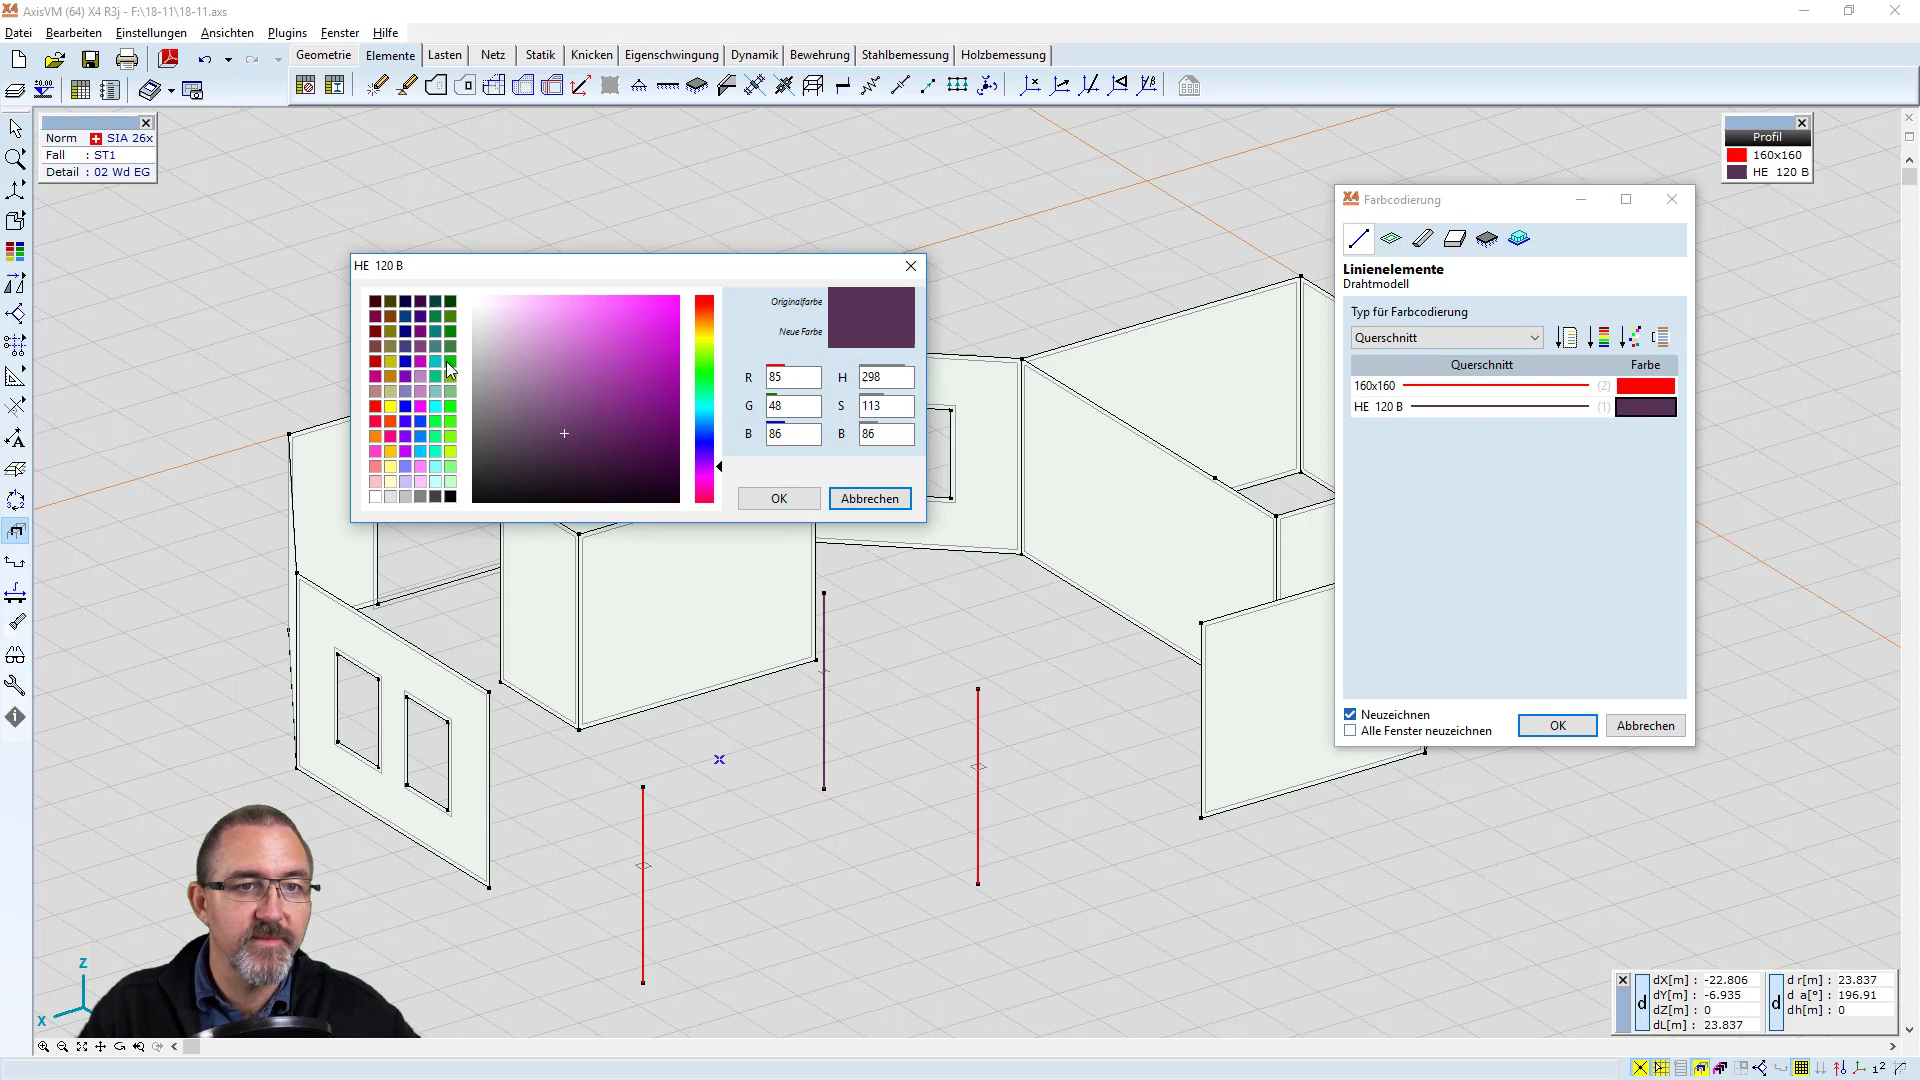 AxisVM (64) X4 R3j - F:\18-11\18-11.axs
Datei Bearbeiten Einstellungen Ansichten Plugins Fenster Hilfe
Geometrie Elemente Lasten Netz Statik Knicken Eigenschwingung Dynamik Bewehrung Stahlbemessung Holzbemessung
Norm SIA 26x
Fall : ST1
Detail : 02 Wd EG
Profil
160x160
HE 120 B
HE 120 B
Originalfarbe
Neue Farbe
R 85 H 298
G 48 S 113
B 86 B 86
OK Abbrechen
X4 Farbcodierung
Linienelemente
Drahtmodell
Typ für Farbcodierung
Querschnitt
Querschnitt Farbe
160x160 (2)
HE 120 B (1)
Neuzeichnen
Alle Fenster neuzeichnen
OK Abbrechen
Z
X
d
dX[m] : -22.806
dY[m] : -6.935
dZ[m] : 0
dL[m] : 23.837
d
d r[m] : 23.837
d a[°] : 196.91
dh[m] : 0